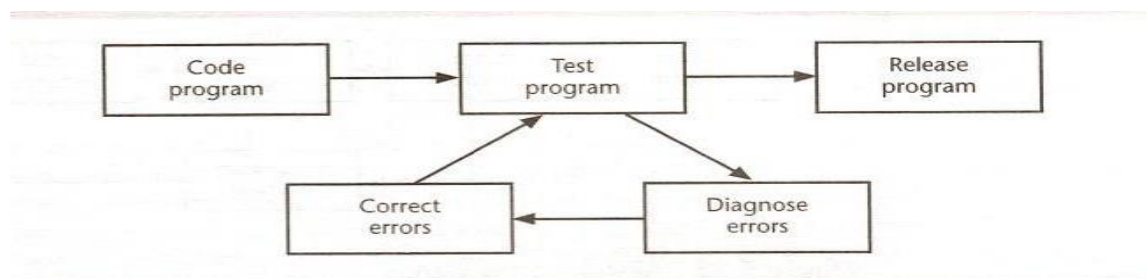 Code
program
Test
program
Release
program
Correct
errors
Diagnose
errors